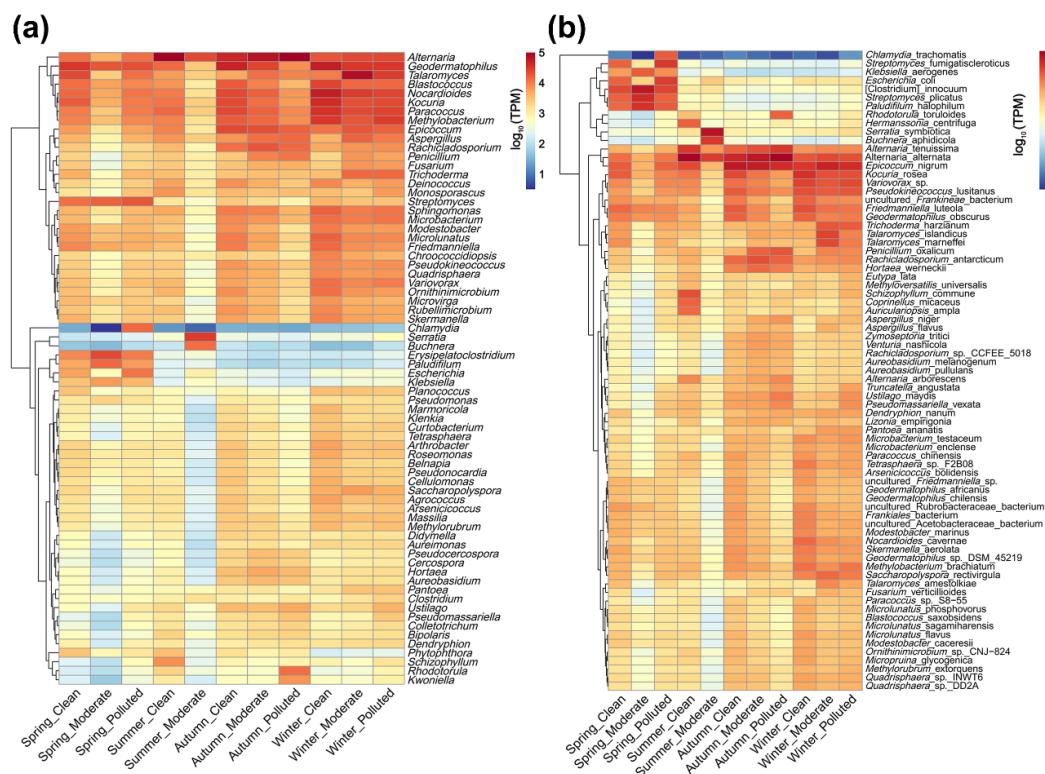 (a)
Alternaria
Geodermatophilus
Talaromyces
Blastococcus
Nocardioides
Kocuria
Paracoccus
Methylobacterium
Epicoccum
Aspergillus
Rachicladosporium
Penicillium
Fusarium
Trichoderma
Deinococcus
Monosporascus
Streptomyces
Sphingomonas
Microbacterium
Modestobacter
Microlunatus
Friedmanniella
Chroococcidiopsis
Pseudokineococcus
Quadrisphaera
Variovorax
Ornithinimicrobium
Microvirga
Rubellimicrobium
Skermanella
Chlamydia
Serratia
Buchnera
Erysipelatoclostridium
Paludifilum
Escherichia
Klebsiella
Planococcus
Pseudomonas
Marmoricola
Klenkia
Curtobacterium
Tetrasphaera
Arthrobacter
Roseomonas
Belnapia
Pseudonocardia
Cellulomonas
Saccharopolyspora
Agrococcus
Arsenicicoccus
Massilia
Methylorubrum
Didymella
Aureimonas
Pseudocercospora
Cercospora
Hortaea
Aureobasidium
Pantoea
Clostridium
Ustilago
Pseudomassariella
Colletotrichum
Bipolaris
Dendryphion
Phytophthora
Schizophyllum
Rhodotorula
Kwoniella
Spring_Clean
Spring_Moderate
Spring_Polluted
Summer_Clean
Summer_Moderate
Autumn_Clean
Autumn_Moderate
Autumn_Polluted
Winter_Clean
Winter_Moderate
Winter_Polluted
5
4
3
2
1
log10 (TPM)
(b)
Chlamydia_trachomatis
Streptomyces_fumigatiscleroticus
Klebsiella_aerogenes
Escherichia_coli
[Clostridium]_innocuum
Streptomyces_plicatus
Paludifilum_halophilum
Rhodotorula_toruloides
Hermanssonia_centrifuga
Serratia_symbiotica
Buchnera_aphidicola
Alternaria_tenuissima
Alternaria_alternata
Epicoccum_nigrum
Kocuria_rosea
Variovorax_sp.
Pseudokineococcus_lusitanus
uncultured_Frankineae_bacterium
Friedmanniella_luteola
Geodermatophilus_obscurus
Trichoderma_harzianum
Talaromyces_islandicus
Talaromyces_marneffei
Penicillium_oxalicum
Rachicladosporium_antarcticum
Hortaea_werneckii
Eutypa_lata
Methyloversatilis_universalis
Schizophyllum_commune
Coprinellus_micaceus
Auriculariopsis_ampla
Aspergillus_niger
Aspergillus_flavus
Zymoseptoria_tritici
Venturia_nashicola
Rachicladosporium_sp._CCFEE_5018
Aureobasidium_melanogenum
Aureobasidium_pullulans
Alternaria_arborescens
Truncatella_angustata
Ustilago_maydis
Pseudomassariella_vexata
Dendryphion_nanum
Lizonia_empirigonia
Pantoea_ananatis
Microbacterium_testaceum
Microbacterium_enclense
Paracoccus_chinensis
Tetrasphaera_sp._F2B08
Arsenicicoccus_bolidensis
uncultured_Friedmanniella_sp.
Geodermatophilus_africanus
Geodermatophilus_chilensis
uncultured_Rubrobacteraceae_bacterium
Frankiales_bacterium
uncultured_Acetobacteraceae_bacterium
Modestobacter_marinus
Nocardioides_cavernae
Skermanella_aerolata
Geodermatophilus_sp._DSM_45219
Methylobacterium_brachiatum
Saccharopolyspora_rectivirgula
Talaromyces_amestolkiae
Fusarium_verticillioides
Paracoccus_sp._S8−55
Microlunatus_phosphovorus
Blastococcus_saxobsidens
Microlunatus_sagamiharensis
Microlunatus_flavus
Modestobacter_caceresii
Ornithinimicrobium_sp._CNJ−824
Micropruina_glycogenica
Methylorubrum_extorquens
Quadrisphaera_sp._INWT6
Quadrisphaera_sp._DD2A
Spring_Clean
Spring_Moderate
Spring_Polluted
Summer_Clean
Summer_Moderate
Autumn_Clean
Autumn_Moderate
Autumn_Polluted
Winter_Clean
Winter_Moderate
Winter_Polluted
log10 (TPM)